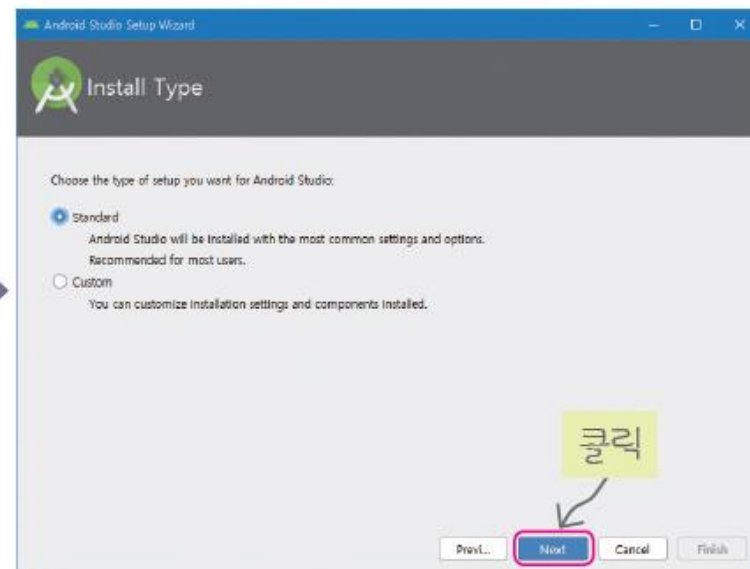 Android Studio Setup Wizard
Install Type
Choose the type of setup you want for Android Studio:
Standard
Android Studio will be installed with the most common settings and options.
Recommended for most users.
Custom
You can customize installation settings and components installed.
클릭
Previ... Next Cancel Finish